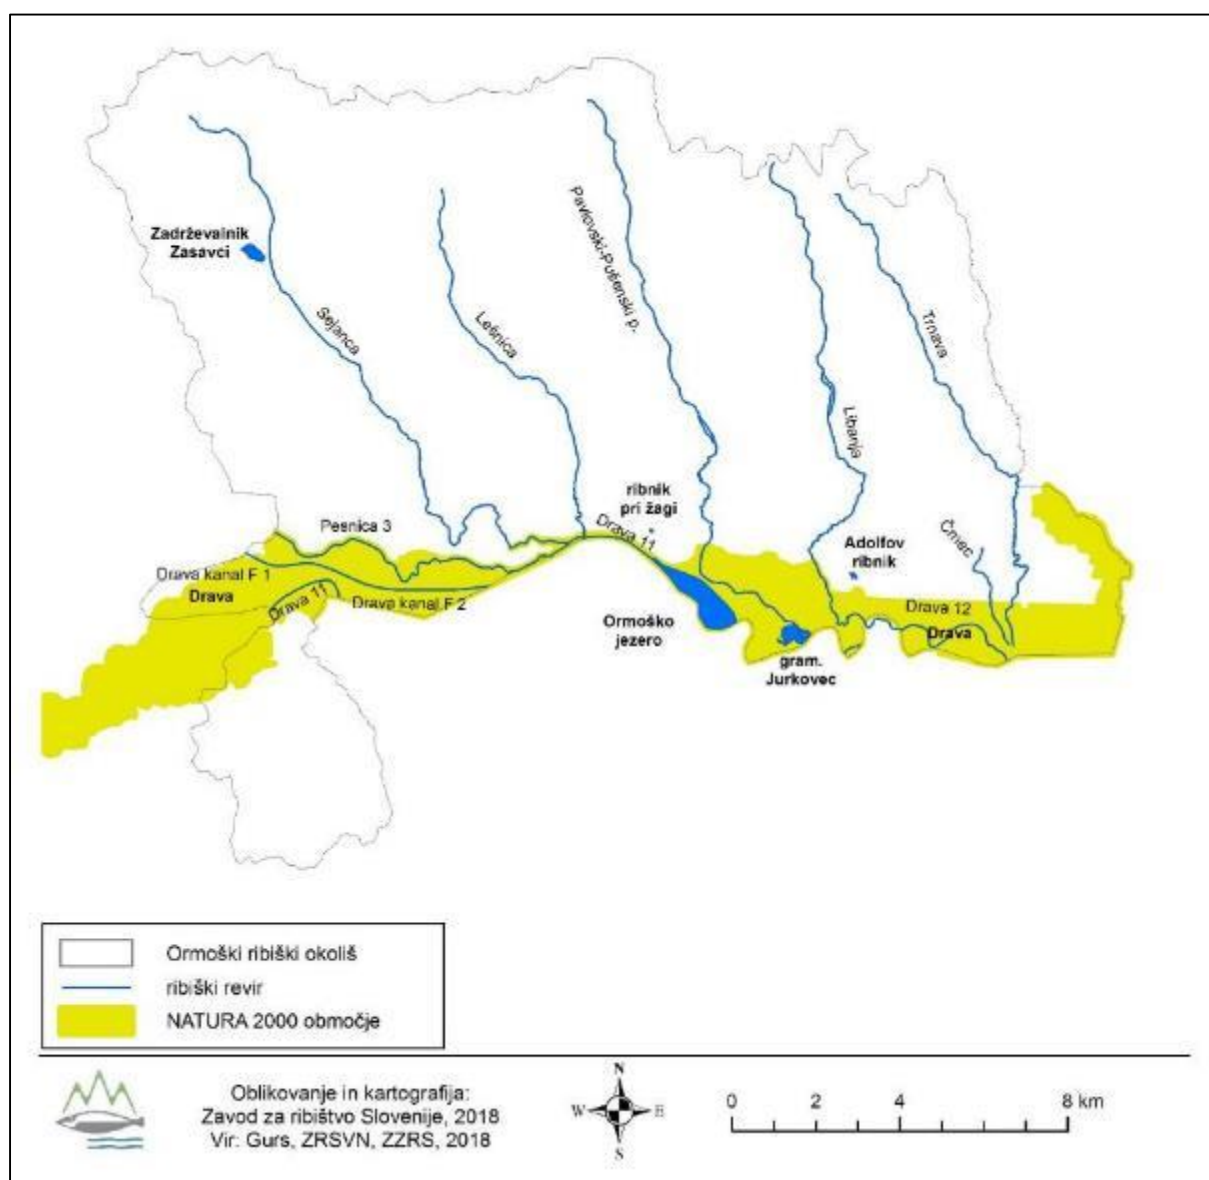 Zadrževalnik
Zasavci
Sejanca
Lešnica
Pavlovski-Pušenski p.
Libanja
Trnava
ribnik
pri žagi
Pesnica 3
Drava 11
Črnec
Adolfov
ribnik
Drava kanal F 1
Drava
Drava 11
Drava kanal F 2
Ormoško
jezero
Drava 12
Drava
gram.
Jurkovec
Ormoški ribiški okoliš
ribiški revir
NATURA 2000 območje
Oblikovanje in kartografija:
Zavod za ribištvo Slovenije, 2018
Vir: Gurs, ZRSVN, ZZRS, 2018
N
W E
S
0 2 4 8 km